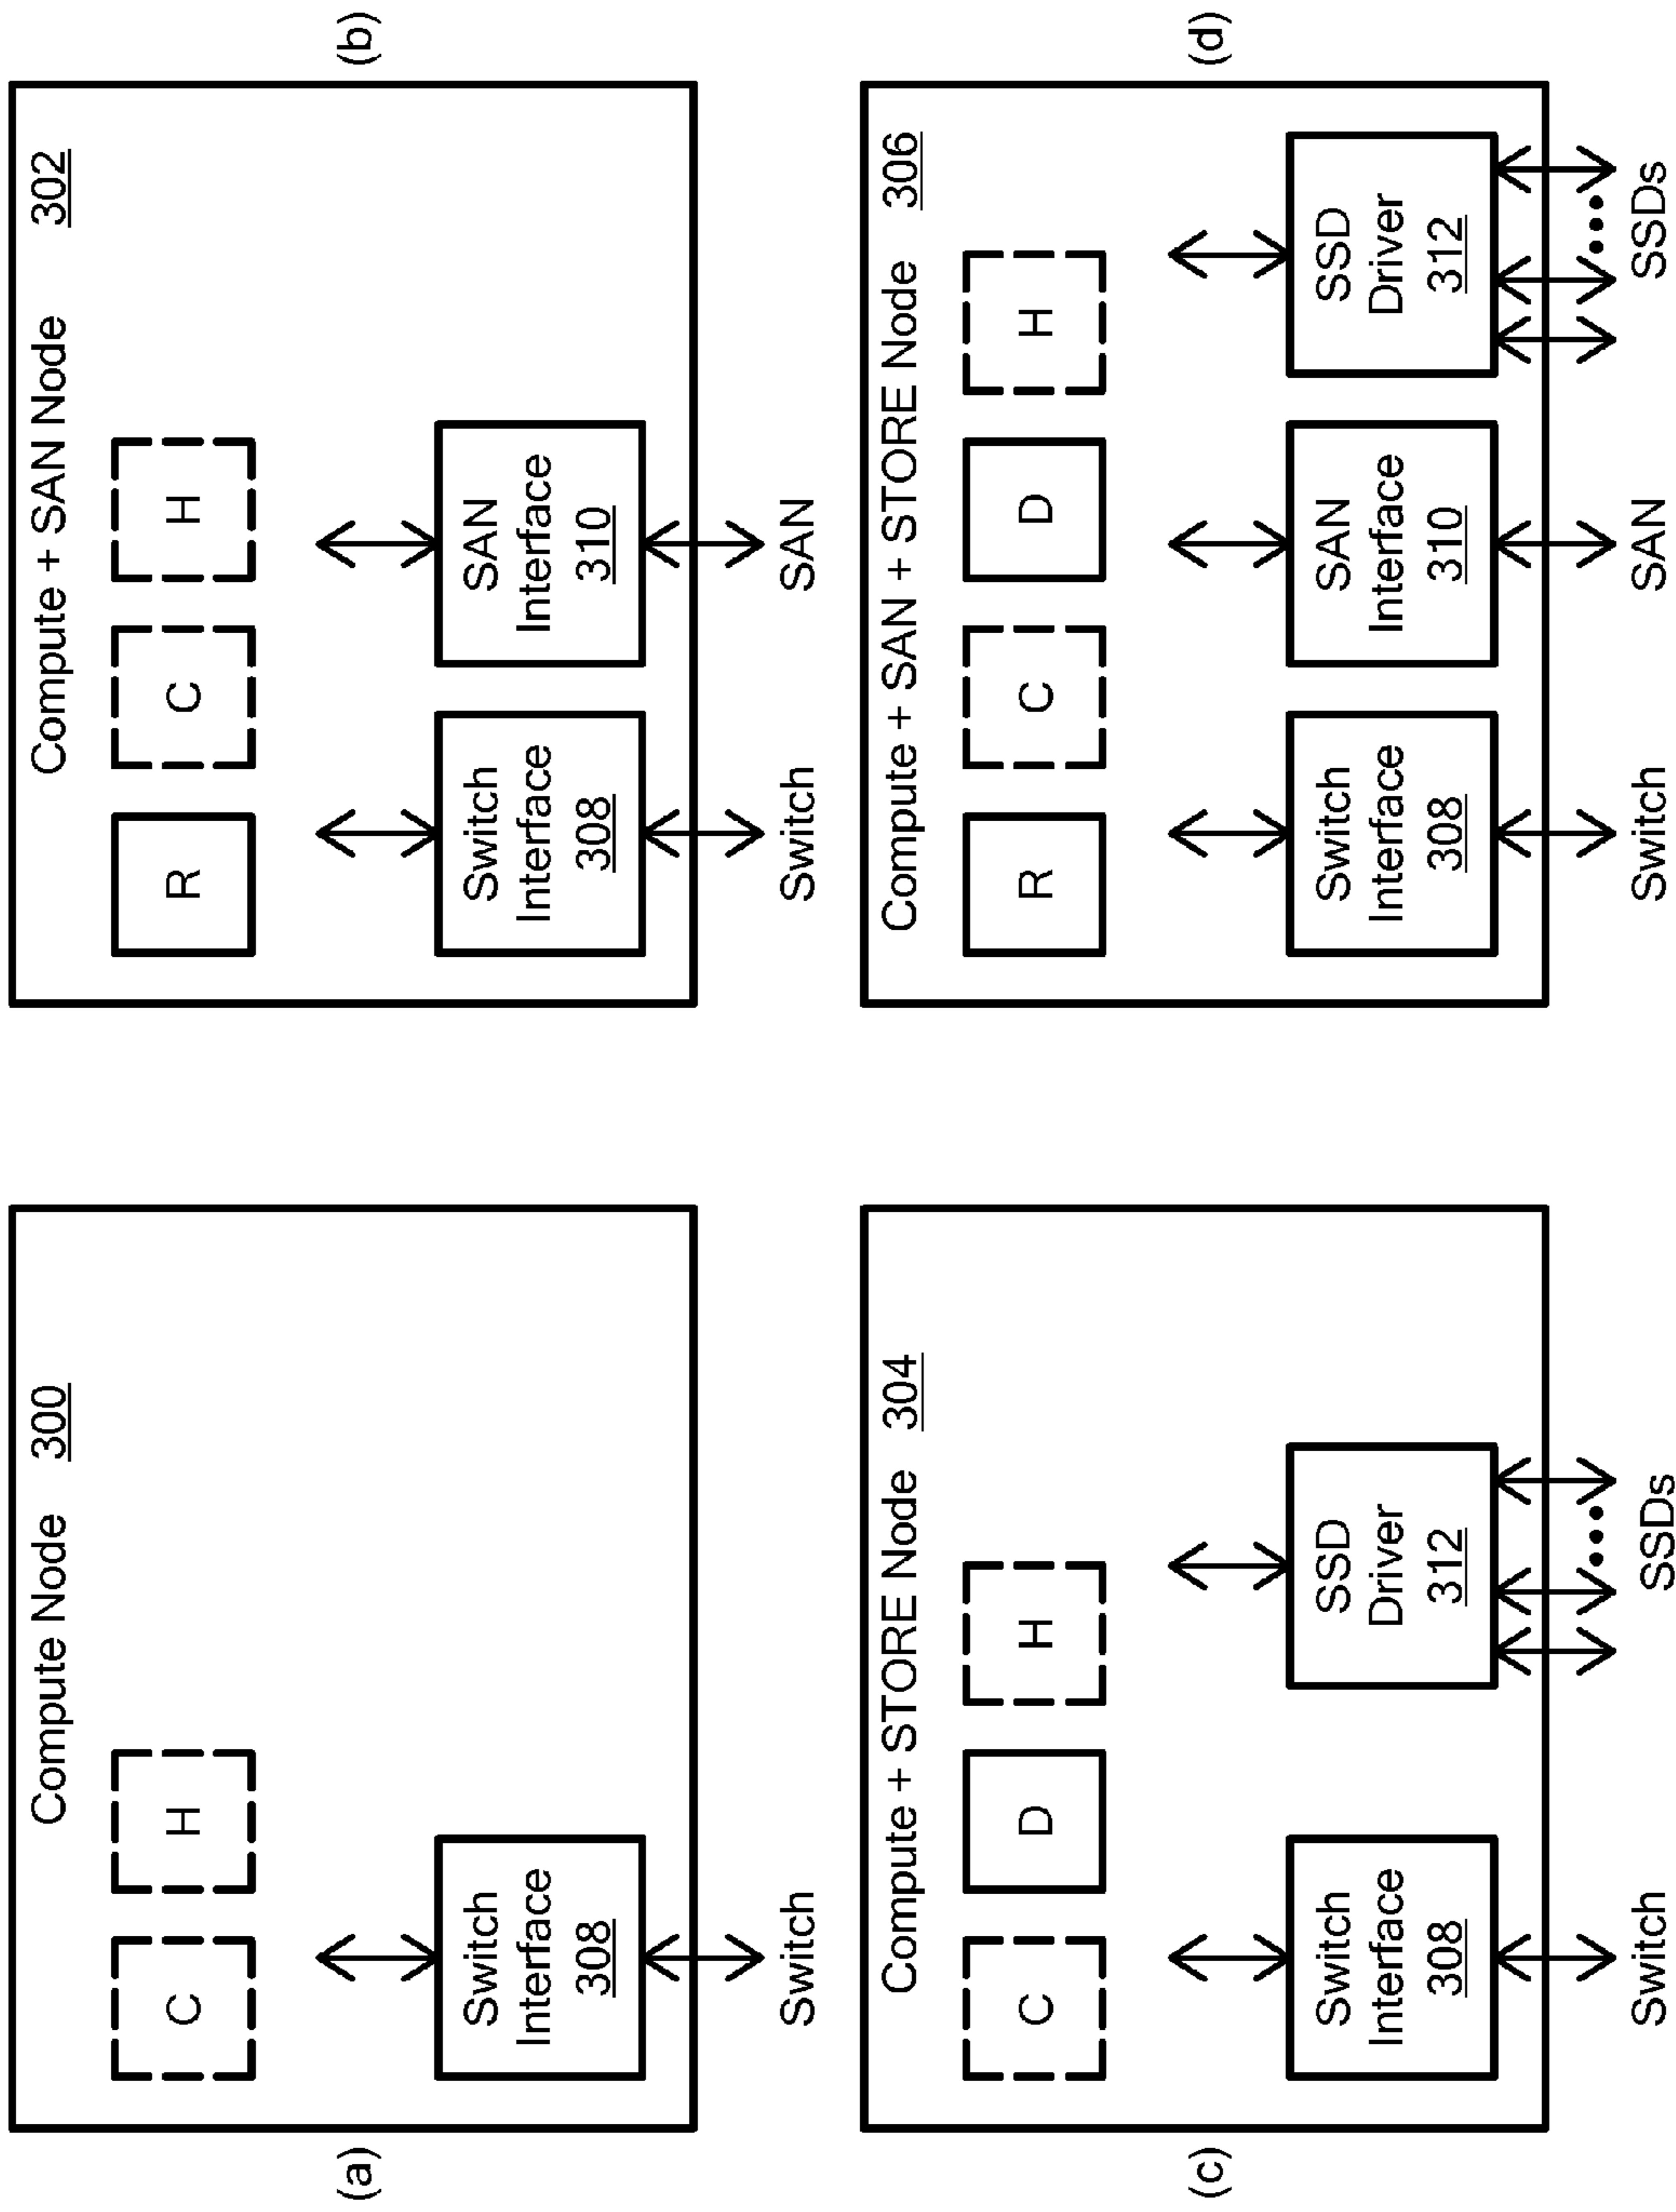 (a)
Compute Node 300
C H
Switch
Interface
308
Switch
(b)
Compute + SAN Node 302
R C H
Switch
Interface
308
SAN
Interface
310
Switch SAN
(c)
Compute + STORE Node 304
C D H
Switch
Interface
308
SSD
Driver
312
Switch SSDs
(d)
Compute + SAN + STORE Node 306
R C D H
Switch
Interface
308
SAN
Interface
310
SSD
Driver
312
Switch SAN SSDs